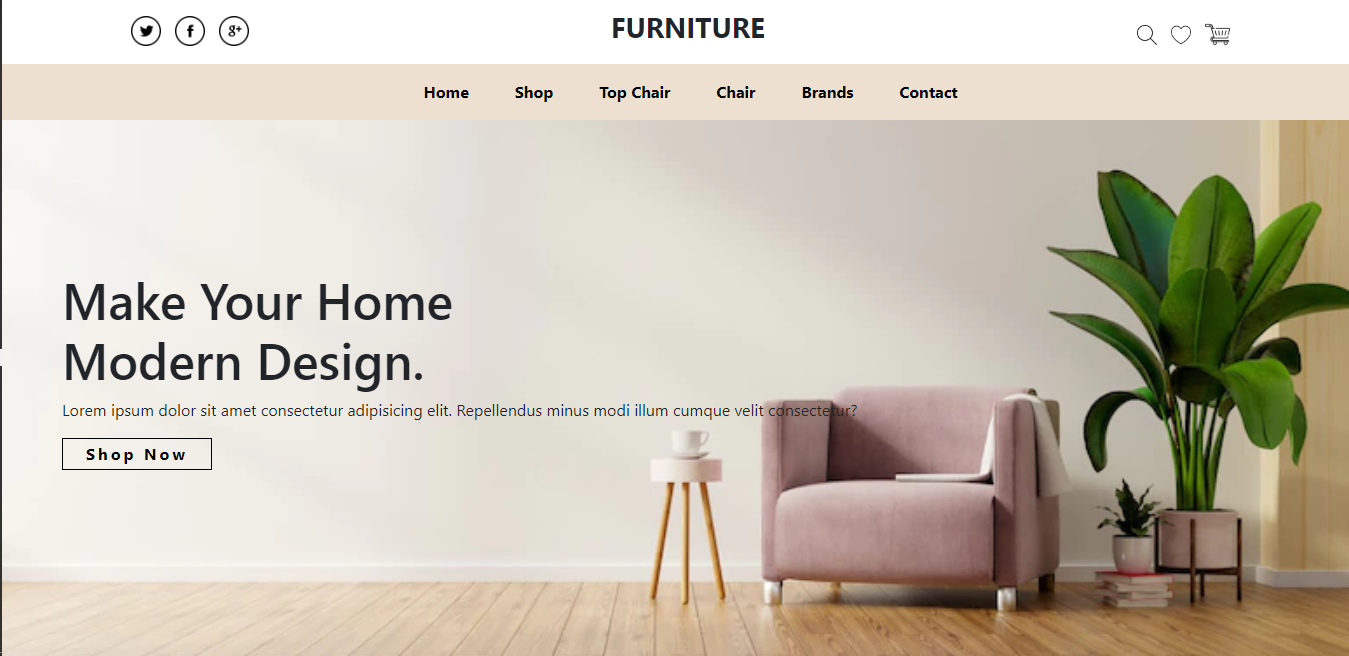 FURNITURE
Home Shop Top Chair Chair Brands Contact
Make Your Home
Modern Design.
Lorem ipsum dolor sit amet consectetur adipisicing elit. Repellendus minus modi illum cumque velit consectetur?
Shop Now